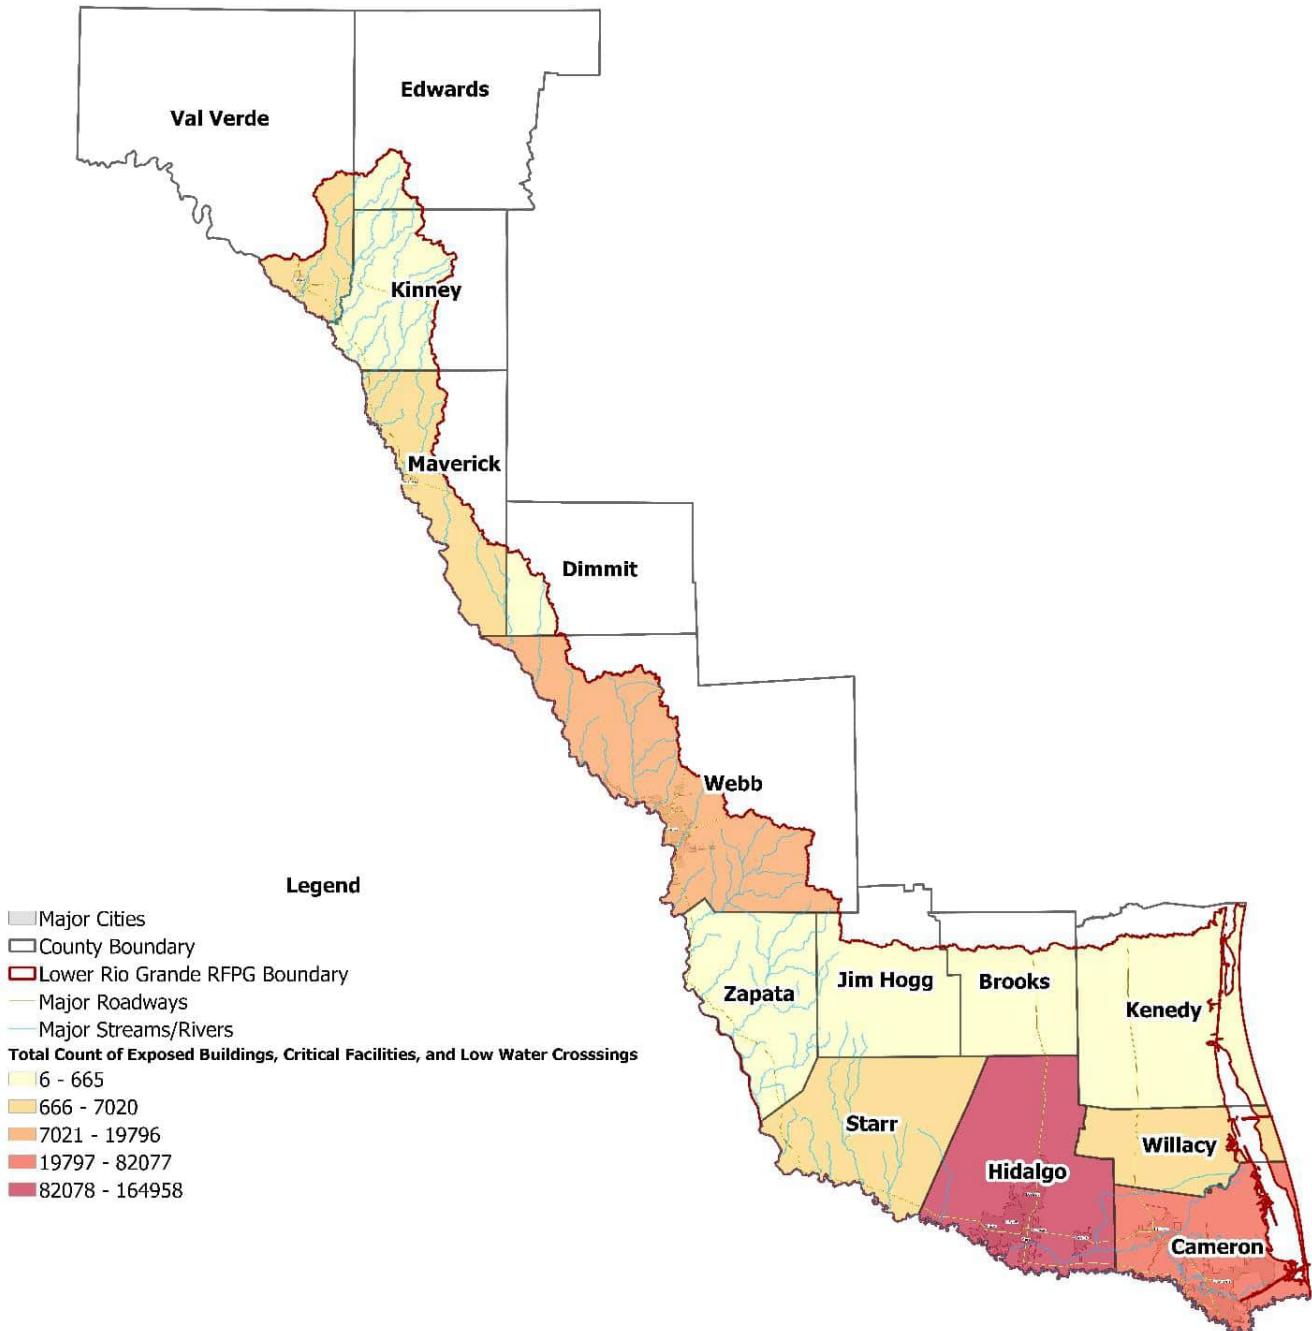 Edwards
Val Verde
Kinney
Maverick
Dimmit
Webb
Legend
Major Cities
County Boundary
Lower Rio Grande RFPG Boundary
Major Roadways
Major Streams/Rivers
Total Count of Exposed Buildings, Critical Facilities, and Low Water Crosssings
6 - 665
666 - 7020
7021 - 19796
19797 - 82077
82078 - 164958
Zapata
Jim Hogg
Brooks
Kenedy
Starr
Willacy
Hidalgo
Cameron